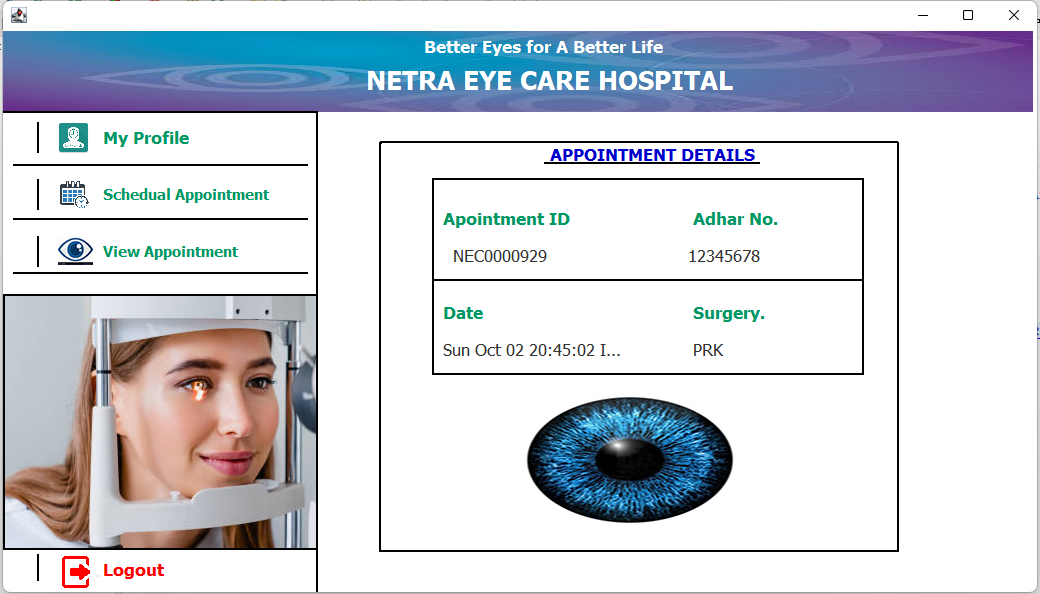 Better Eyes for A Better Life
NETRA EYE CARE HOSPITAL
My Profile
Schedual Appointment
View Appointment
Logout
APPOINTMENT DETAILS
Apointment ID Adhar No.
NEC0000929 12345678
Date Surgery.
Sun Oct 02 20:45:02 I... PRK